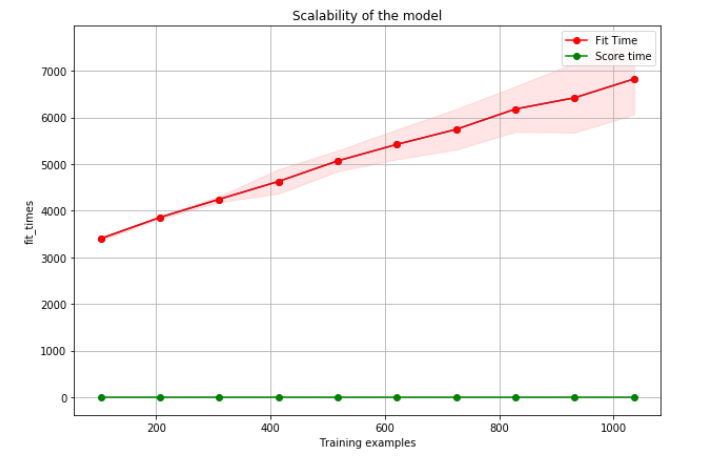 Scalability of the model
Fit Time
Score time
7000
6000
5000
4000
3000
2000
1000
0
fit_times
200 400 600 800 1000
Training examples